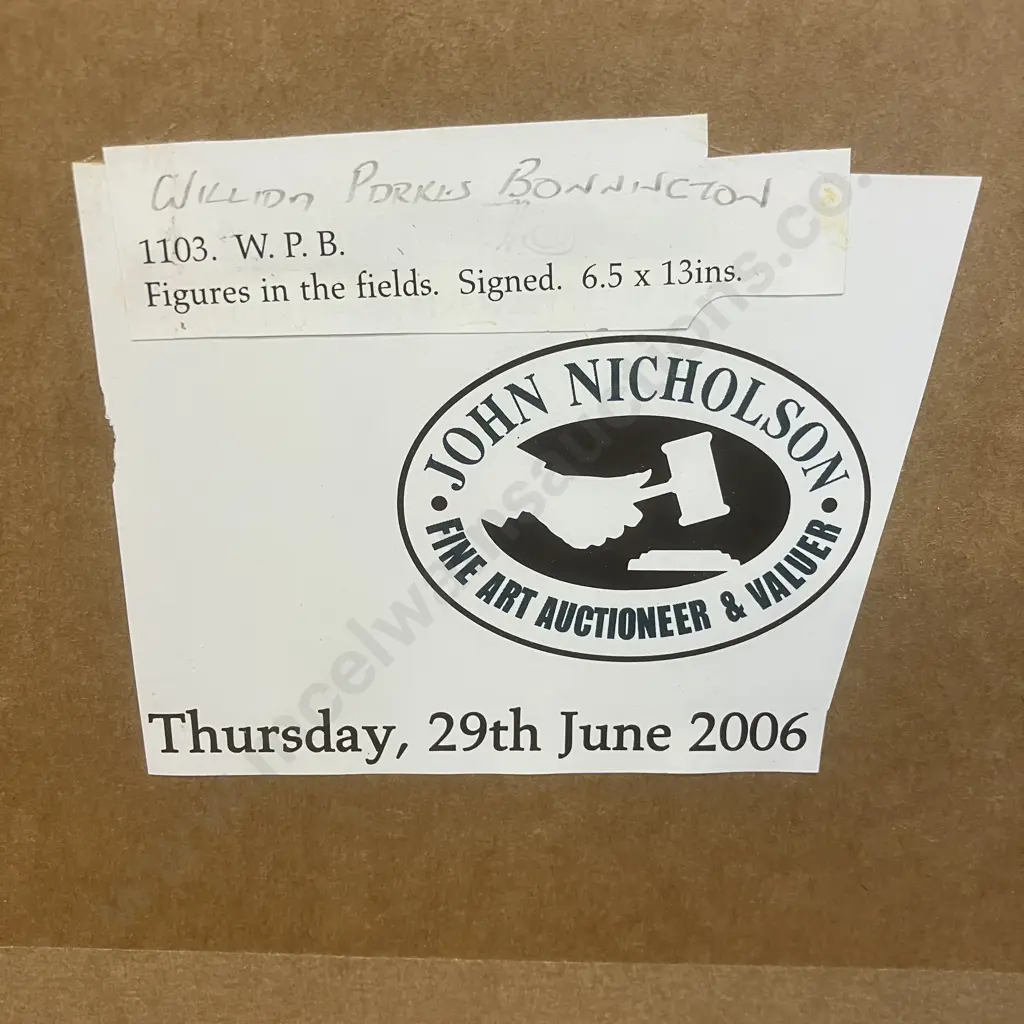 WILLIAM PARKES BONNINGTON
1103. W. P. B.
Figures in the fields. Signed. 6.5 x 13ins.
• JOHN NICHOLSON •
FINE ART AUCTIONEER & VALUER
Thursday, 29th June 2006